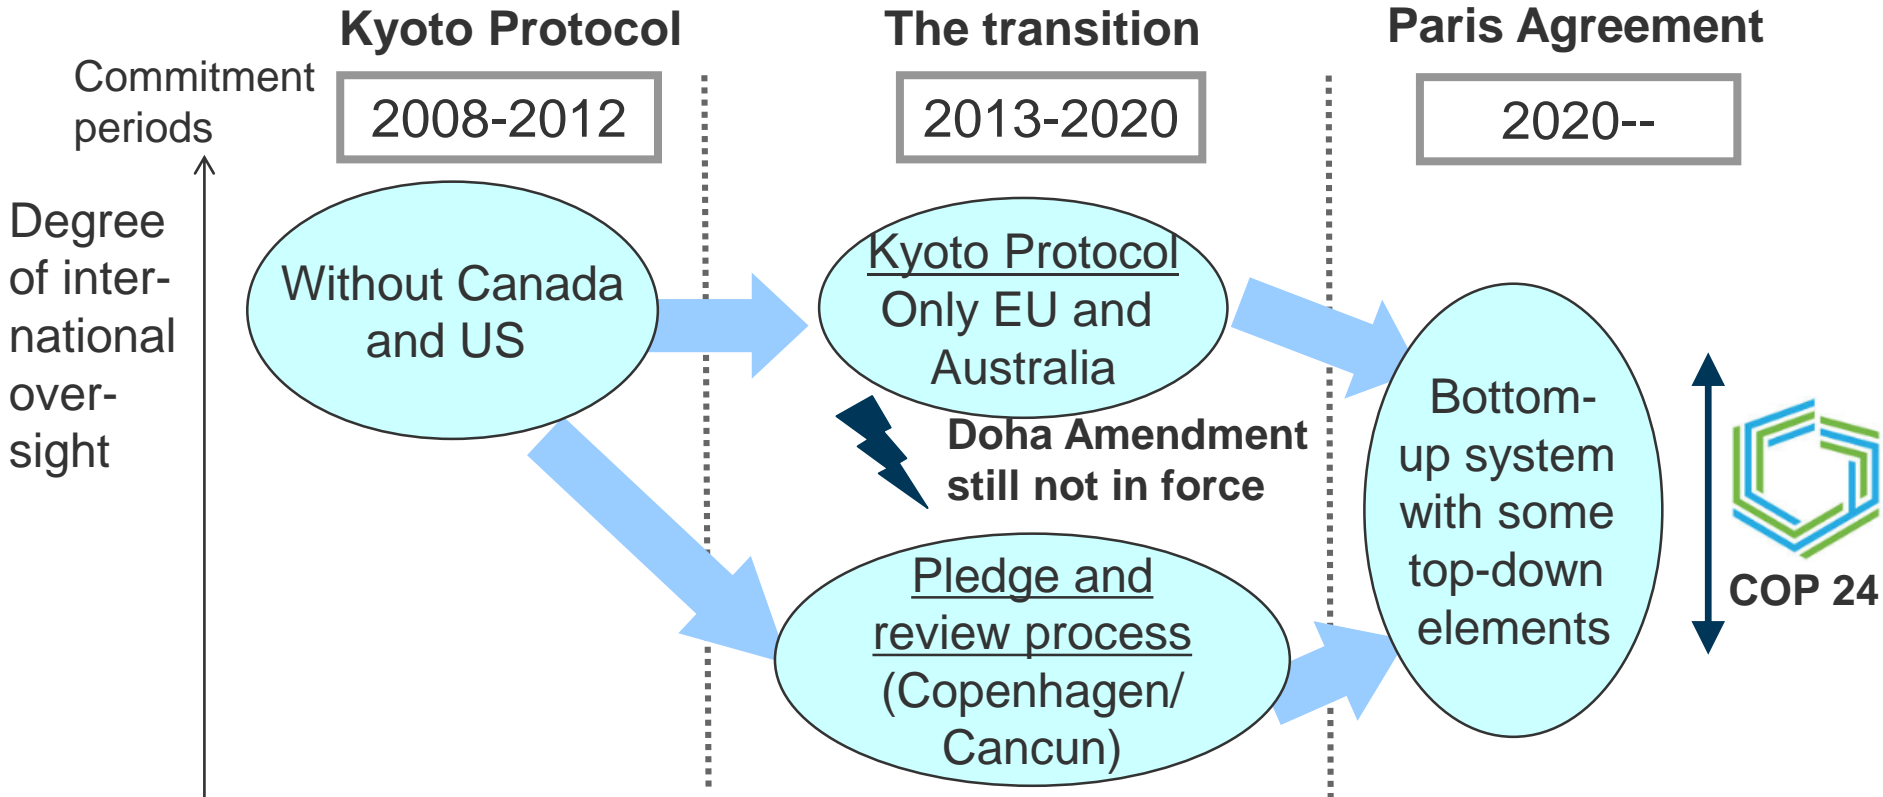 Kyoto Protocol
The transition
Paris Agreement
Commitment
periods
2008-2012
2013-2020
2020--
Degree
of inter-
national
over-
sight
Without Canada
and US
Kyoto Protocol
Only EU and
Australia
Doha Amendment
still not in force
Pledge and
review process
(Copenhagen/
Cancun)
Bottom-
up system
with some
top-down
elements
COP 24